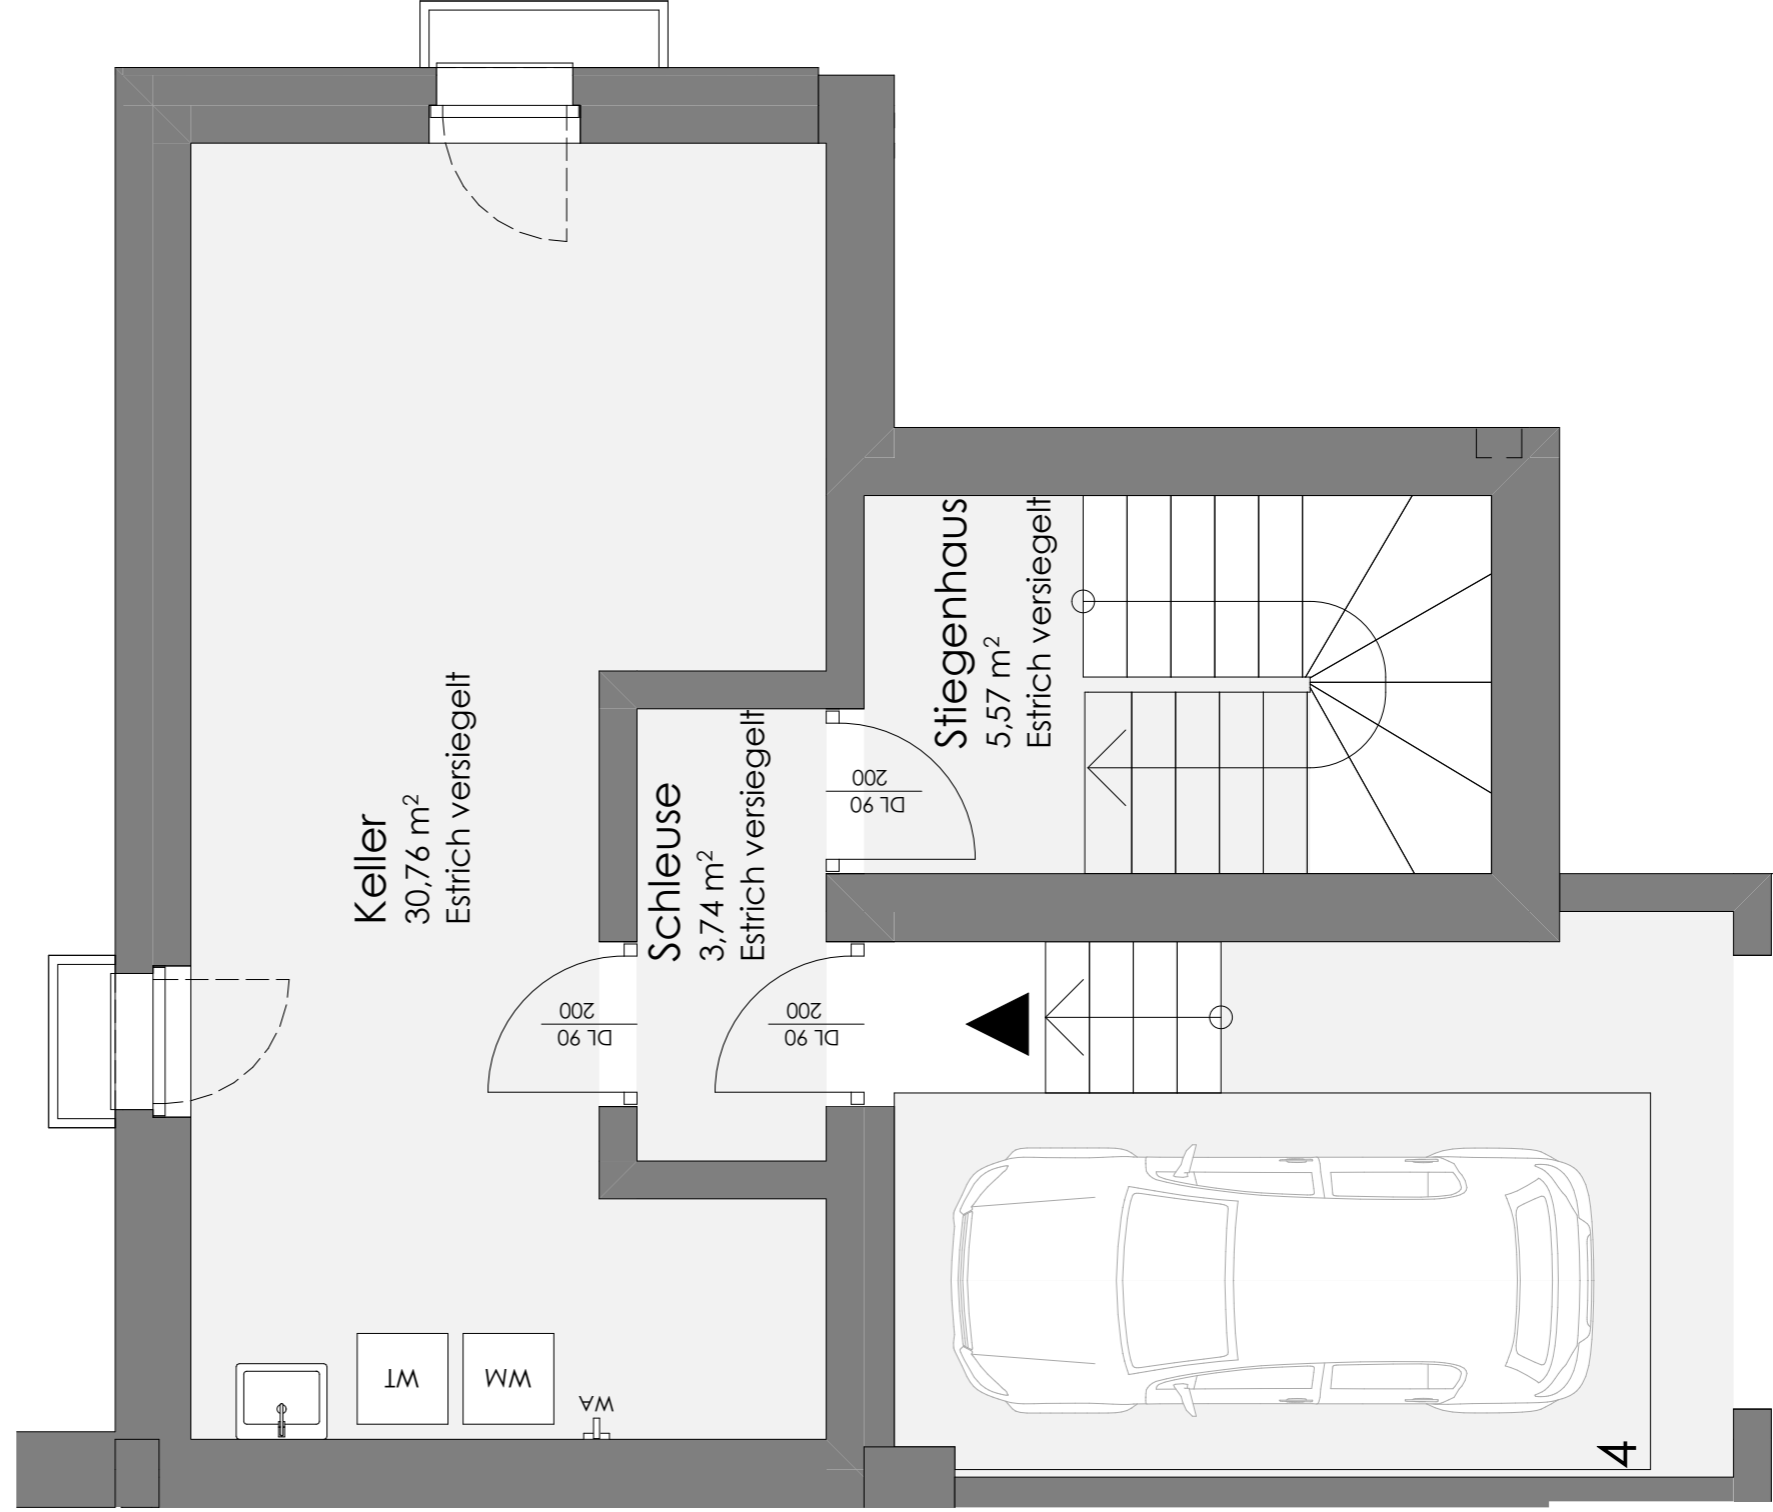 Keller
30,76 m²
Estrich versiegelt
Schleuse
3,74 m²
Estrich versiegelt
Stiegenhaus
5,57 m²
Estrich versiegelt
DL 90
200
DL 90
200
DL 90
200
WT
WM
WA
4